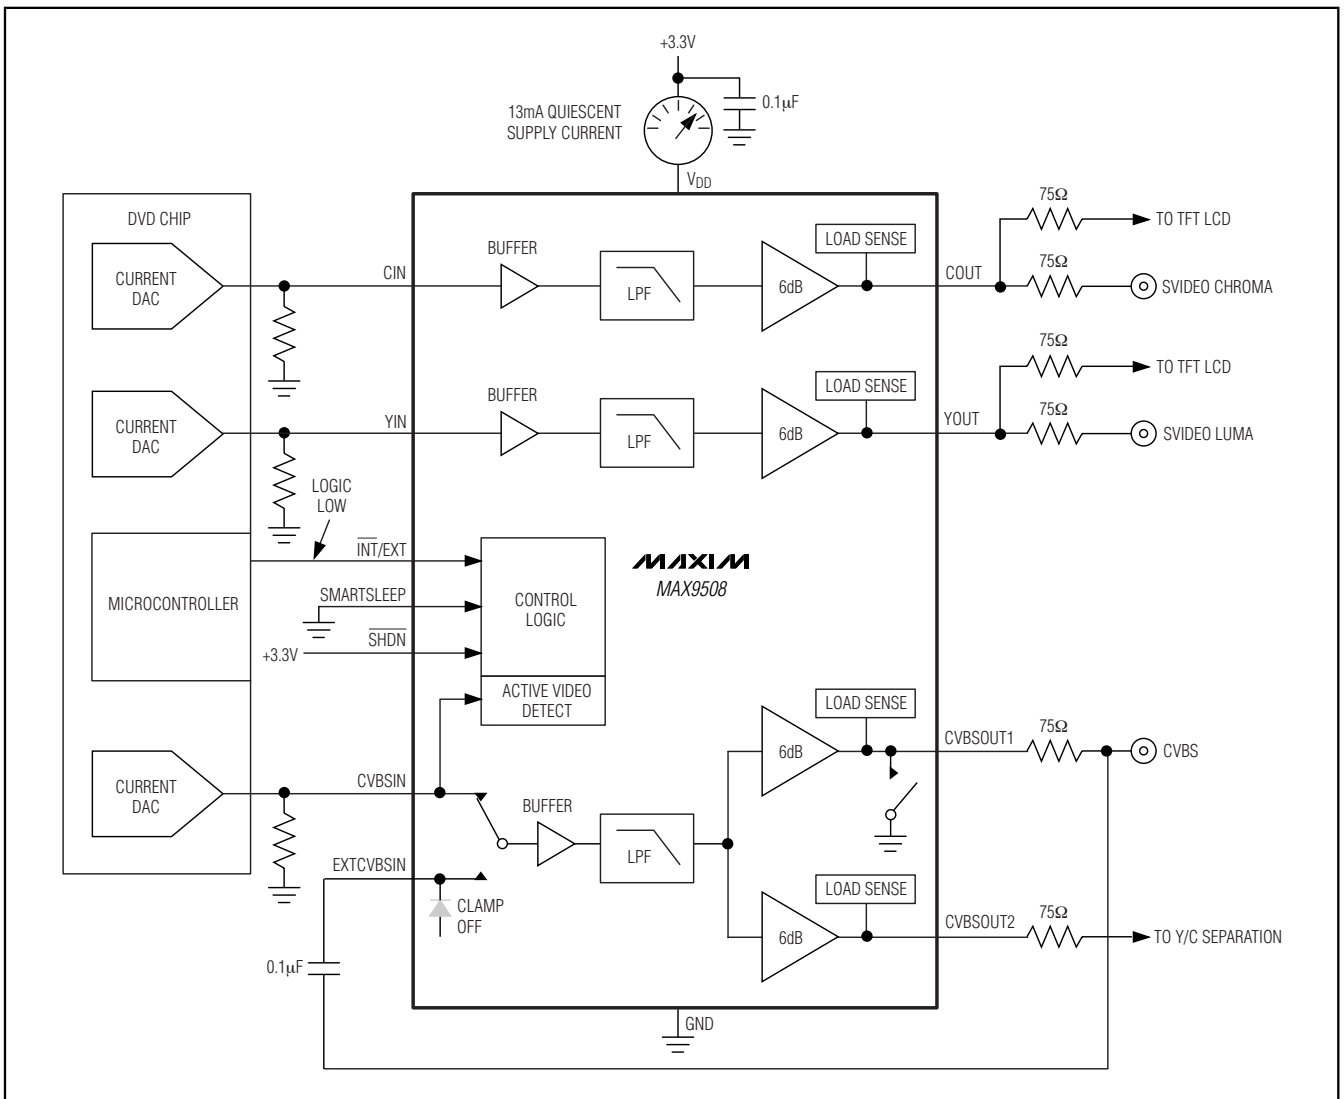 +3.3V
0.1µF
13mA QUIESCENT
SUPPLY CURRENT
VDD
DVD CHIP
CURRENT
DAC
CIN
BUFFER
LPF
6dB
LOAD SENSE
COUT
75Ω
TO TFT LCD
75Ω
SVIDEO CHROMA
CURRENT
DAC
YIN
BUFFER
LPF
6dB
LOAD SENSE
YOUT
75Ω
TO TFT LCD
75Ω
SVIDEO LUMA
LOGIC
LOW
MICROCONTROLLER
I̅N̅T̅/EXT
SMARTSLEEP
+3.3V
S̅H̅D̅N̅
CONTROL
LOGIC
ACTIVE VIDEO
DETECT
MAXIM
MAX9508
CURRENT
DAC
CVBSIN
BUFFER
LPF
6dB
LOAD SENSE
CVBSOUT1
75Ω
CVBS
EXTCVBSIN
CLAMP
OFF
0.1µF
6dB
LOAD SENSE
CVBSOUT2
75Ω
TO Y/C SEPARATION
GND